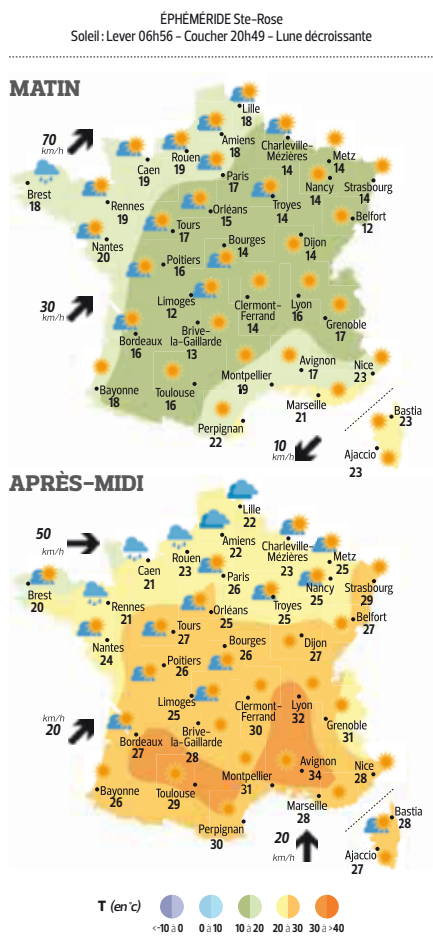 ÉPHÉMÉRIDE Ste-Rose
Soleil : Lever 06h56 – Coucher 20h49 – Lune décroissante
MATIN
Lille
18
70
km/h
Amiens
18
Charleville-
Mézières
14
Caen
19
Rouen
19
Metz
14
Paris
17
Nancy
14
Strasbourg
14
Brest
18
Rennes
19
Orléans
15
Troyes
14
Belfort
12
Nantes
20
Tours
17
Bourges
14
Dijon
14
Poitiers
16
30
km/h
Limoges
12
Clermont-
Ferrand
14
Lyon
16
Grenoble
17
Bordeaux
16
Brive-
la-Gaillarde
13
Avignon
17
Nice
23
Bayonne
18
Toulouse
16
Montpellier
19
Marseille
21
Perpignan
22
Bastia
23
10
km/h
Ajaccio
23
APRÈS–MIDI
Lille
22
50
km/h
Amiens
22
Charleville-
Mézières
23
Caen
21
Rouen
23
Metz
25
Paris
26
Nancy
25
Strasbourg
29
Brest
20
Rennes
21
Orléans
25
Troyes
25
Belfort
27
Nantes
24
Tours
27
Bourges
26
Dijon
27
Poitiers
26
Limoges
25
Clermont-
Ferrand
30
Lyon
32
Grenoble
31
km/h
20
Bordeaux
27
Brive-
la-Gaillarde
28
Avignon
34
Nice
28
Bayonne
26
Toulouse
29
Montpellier
31
Marseille
28
Perpignan
30
Bastia
28
20
km/h
Ajaccio
27
T (en°c)
<-10 à 0
0 à 10
10 à 20
20 à 30
30 à >40